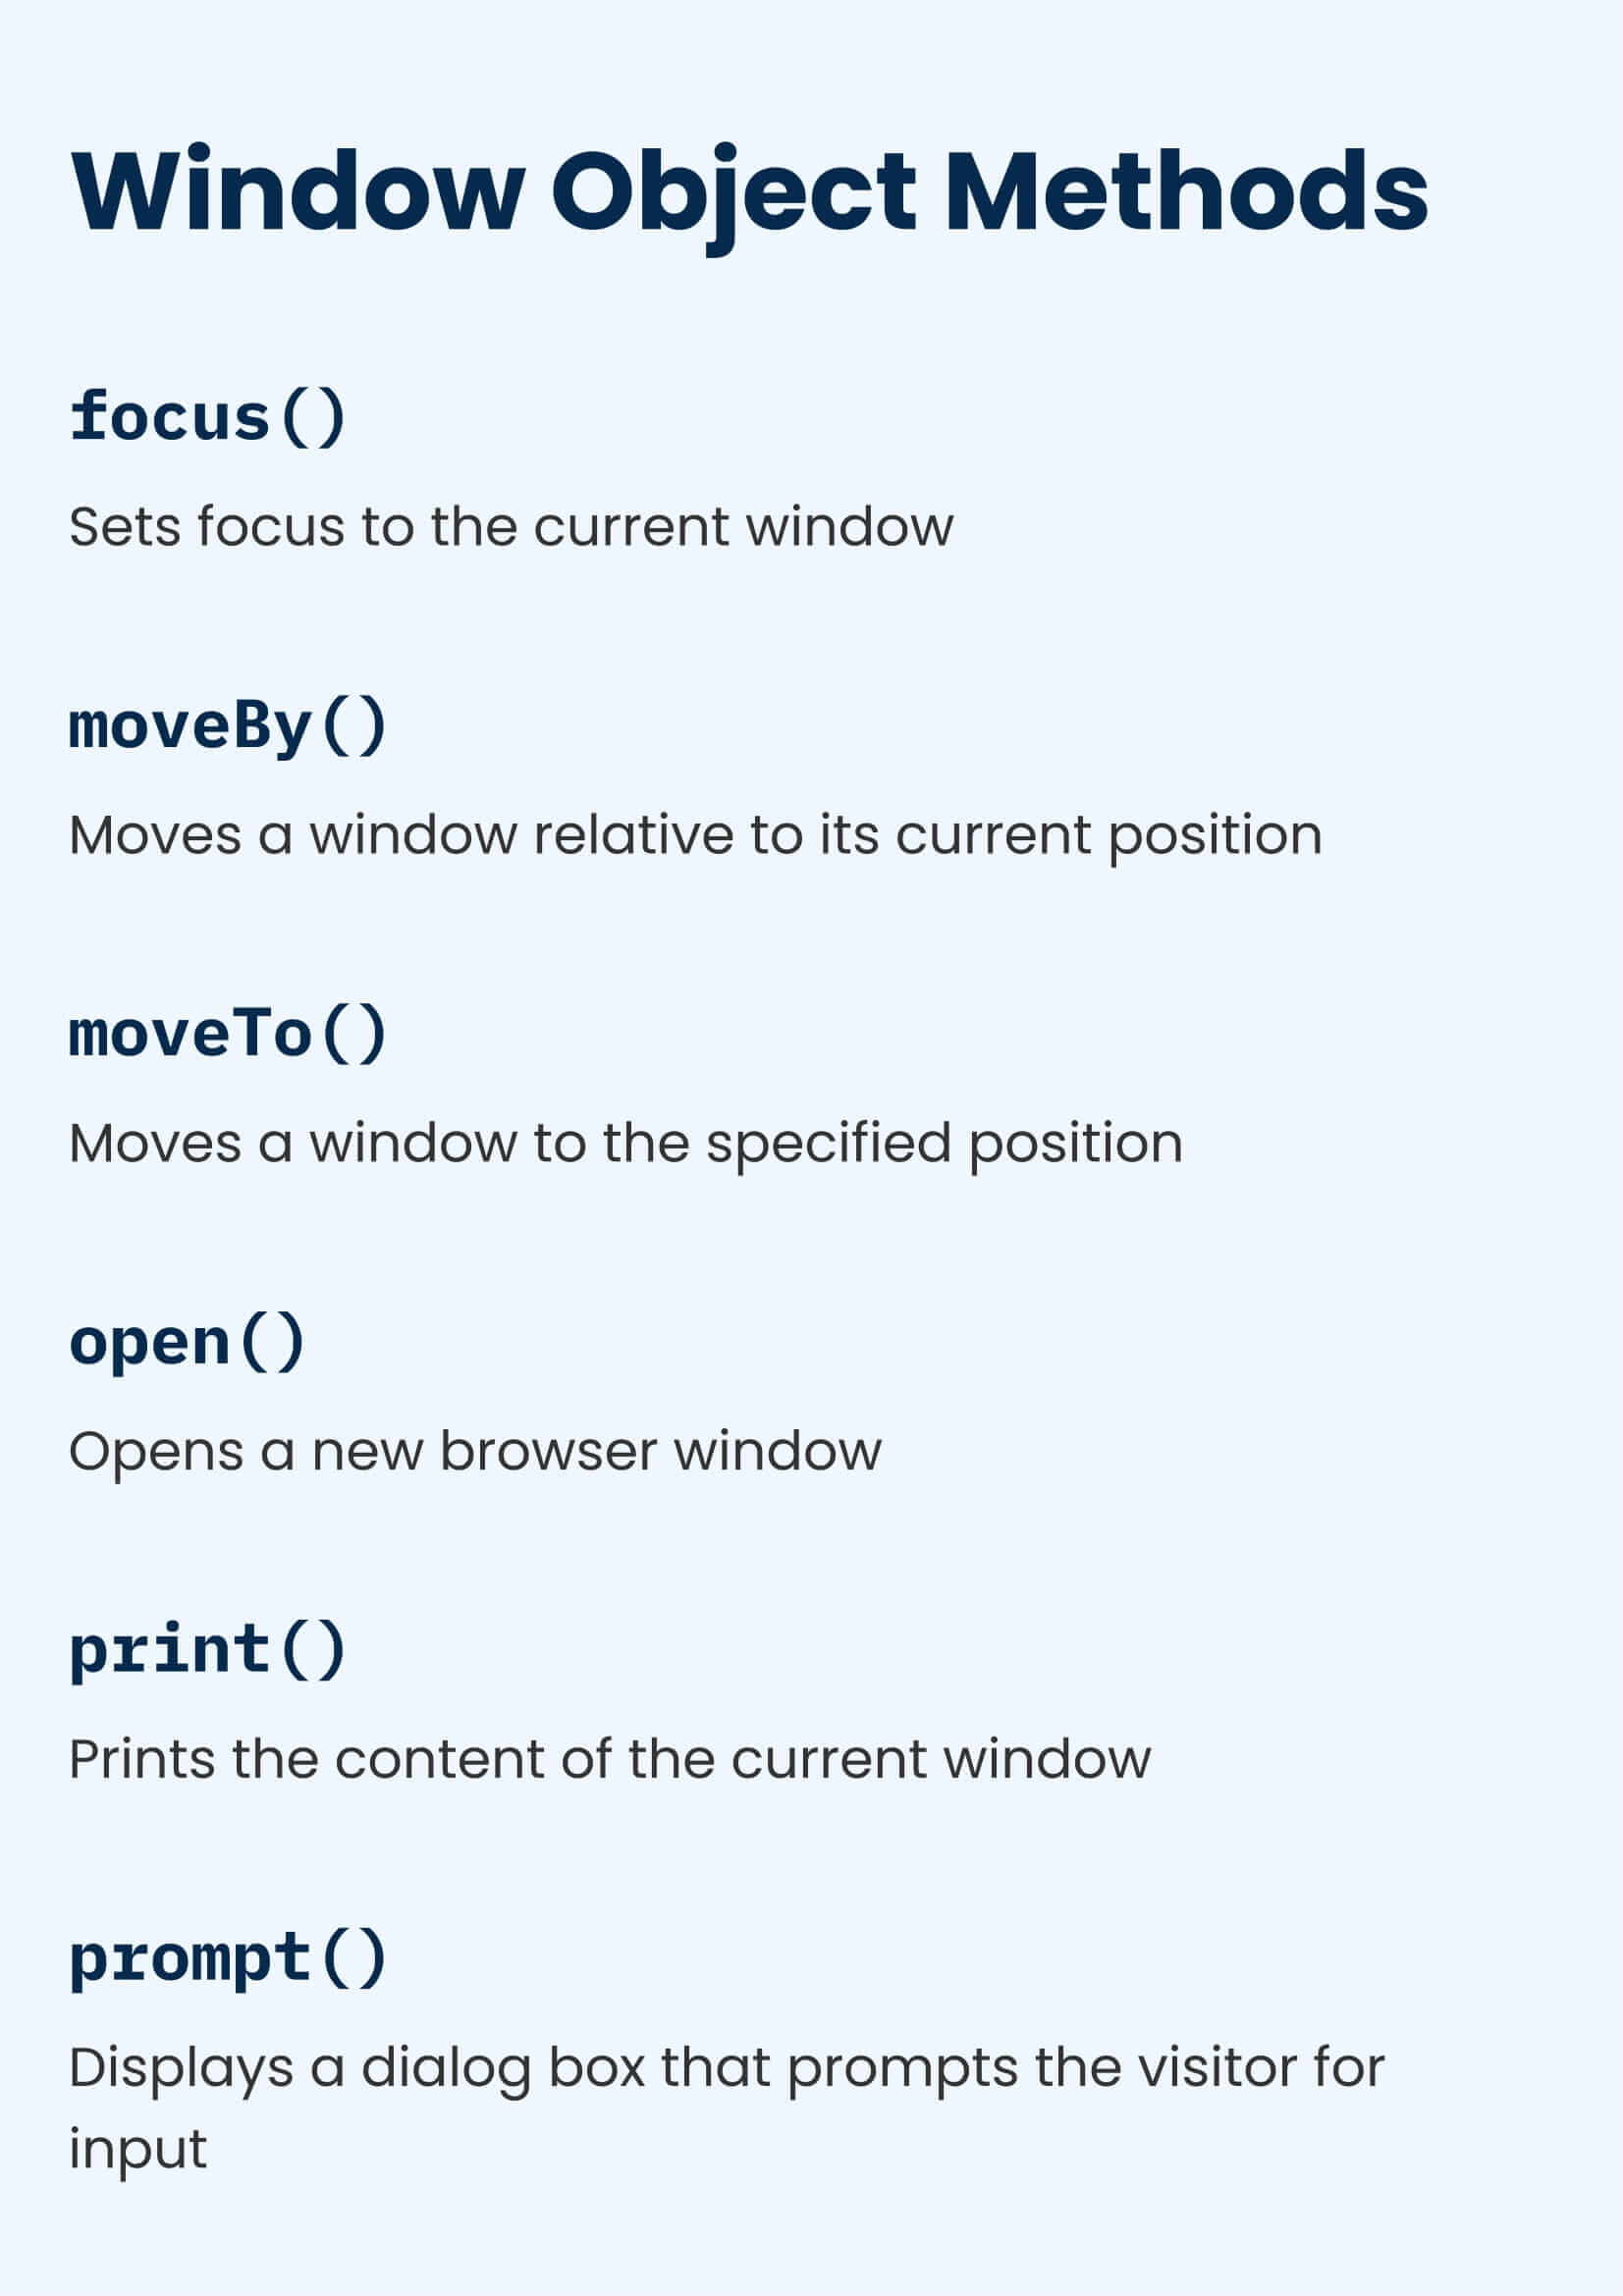 Window Object Methods
focus()
Sets focus to the current window
moveBy()
Moves a window relative to its current position
moveTo()
Moves a window to the specified position
open()
Opens a new browser window
print()
Prints the content of the current window
prompt()
Displays a dialog box that prompts the visitor for
input